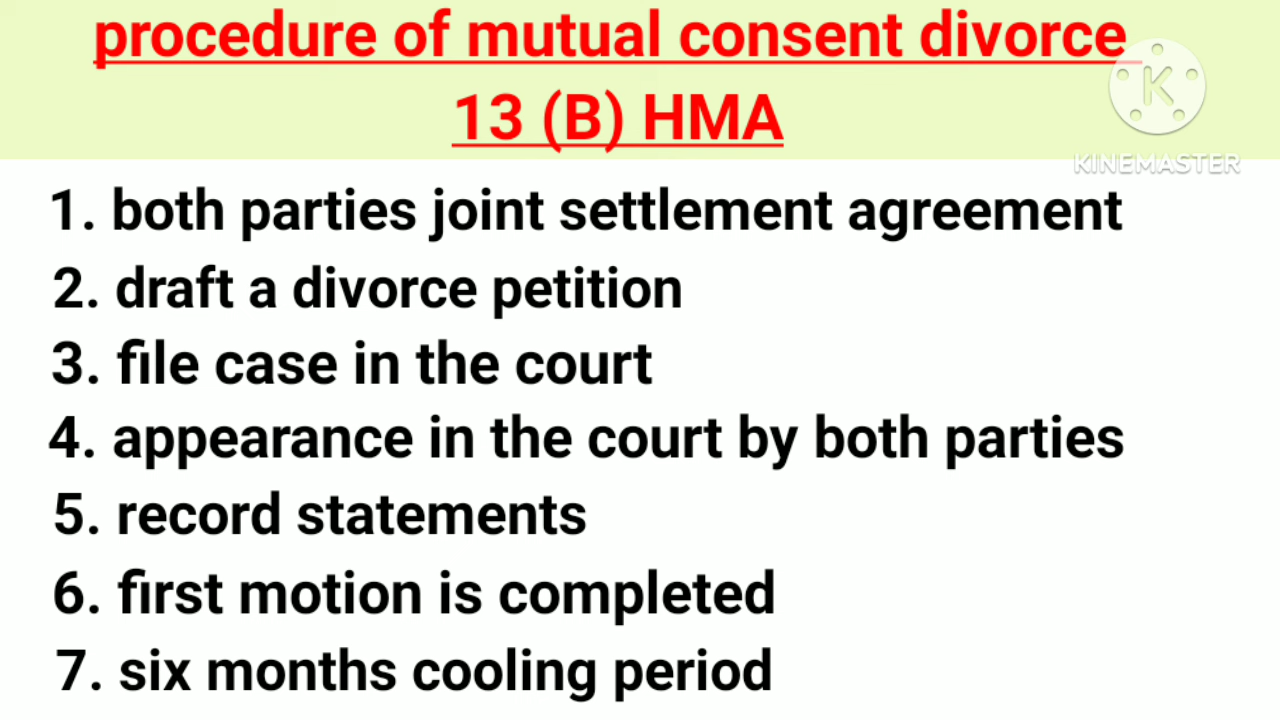 procedure of mutual consent divorce
13 (B) HMA
K
KINEMASTER
1. both parties joint settlement agreement
2. draft a divorce petition
3. file case in the court
4. appearance in the court by both parties
5. record statements
6. first motion is completed
7. six months cooling period